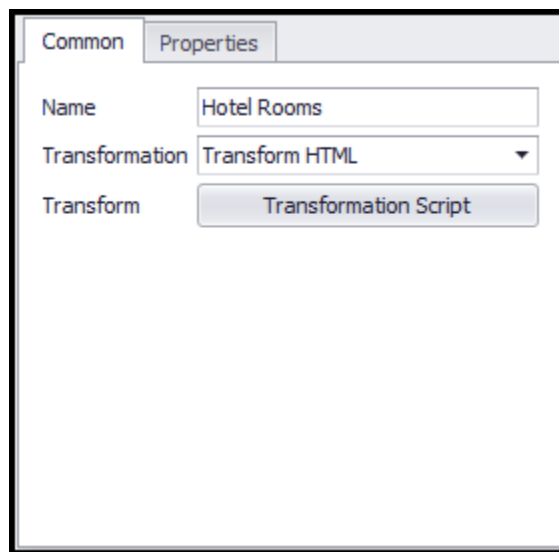 Common Properties
Name Hotel Rooms
Transformation Transform HTML
Transform Transformation Script